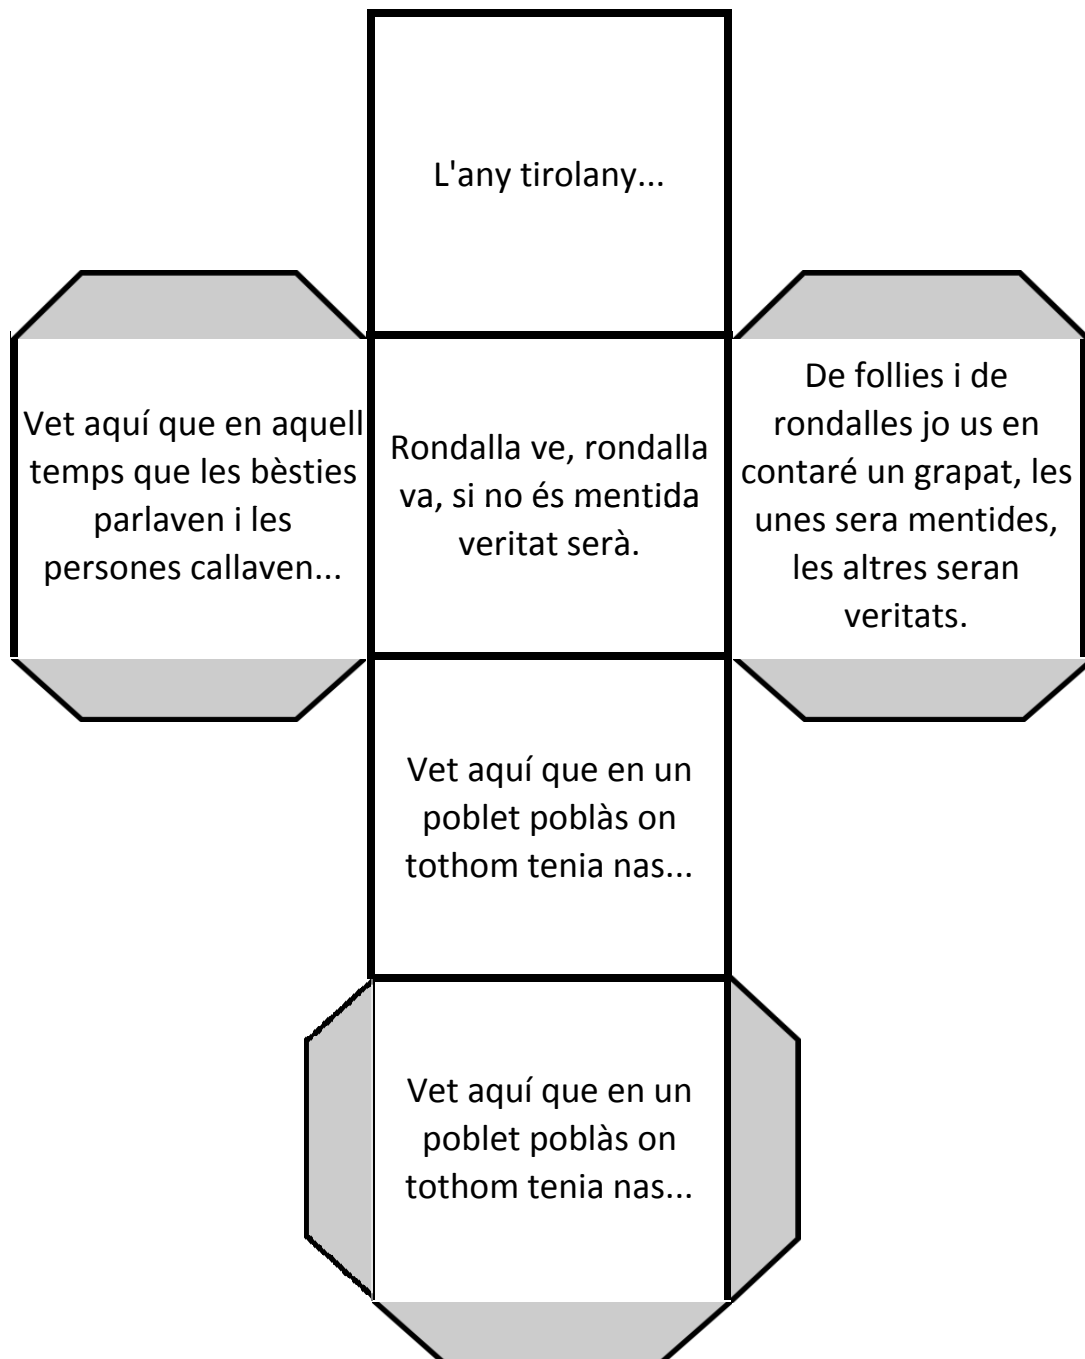 L'any tirolany...
Vet aquí que en aquell
temps que les bèsties
parlaven i les
persones callaven...
Rondalla ve, rondalla
va, si no és mentida
veritat serà.
De follies i de
rondalles jo us en
contaré un grapat, les
unes sera mentides,
les altres seran
veritats.
Vet aquí que en un
poblet poblàs on
tothom tenia nas...
Vet aquí que en un
poblet poblàs on
tothom tenia nas...